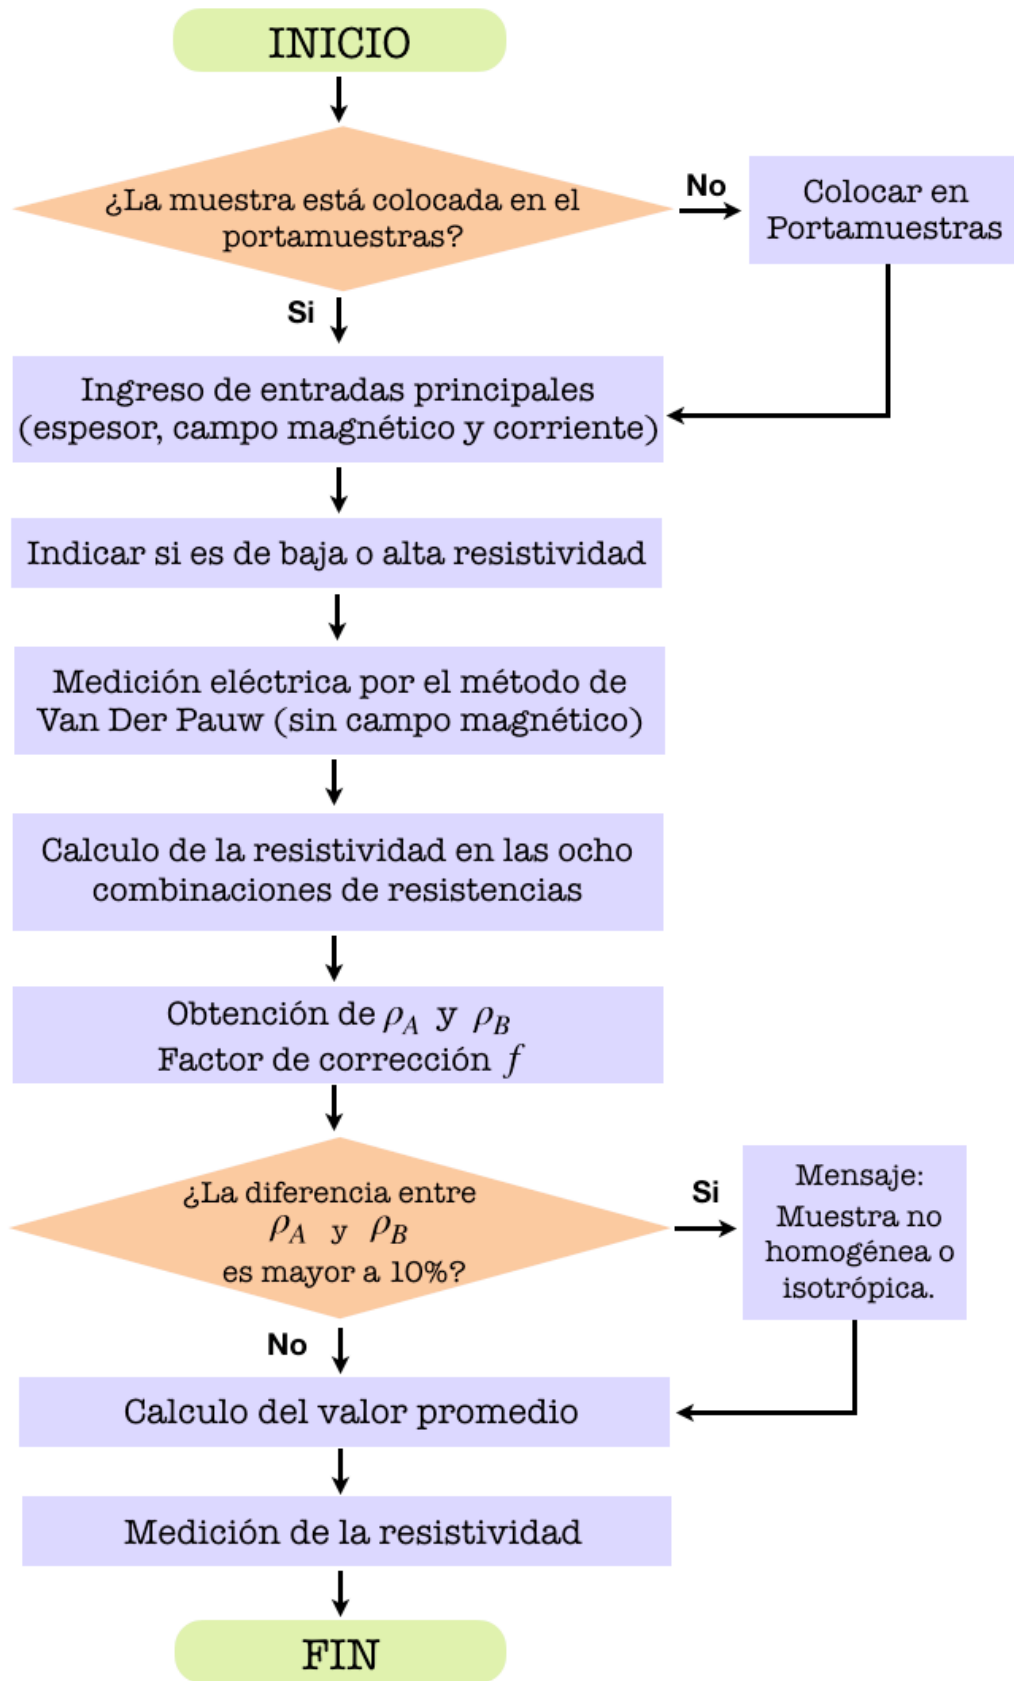 INICIO
¿La muestra está colocada en el
portamuestras?
No
Colocar en
Portamuestras
Si
Ingreso de entradas principales
(espesor, campo magnético y corriente)
Indicar si es de baja o alta resistividad
Medición eléctrica por el método de
Van Der Pauw (sin campo magnético)
Calculo de la resistividad en las ocho
combinaciones de resistencias
Obtención de ρ_A y ρ_B
Factor de corrección f
¿La diferencia entre
ρ_A y ρ_B
es mayor a 10%?
Si
Mensaje:
Muestra no
homogénea o
isotrópica.
No
Calculo del valor promedio
Medición de la resistividad
FIN